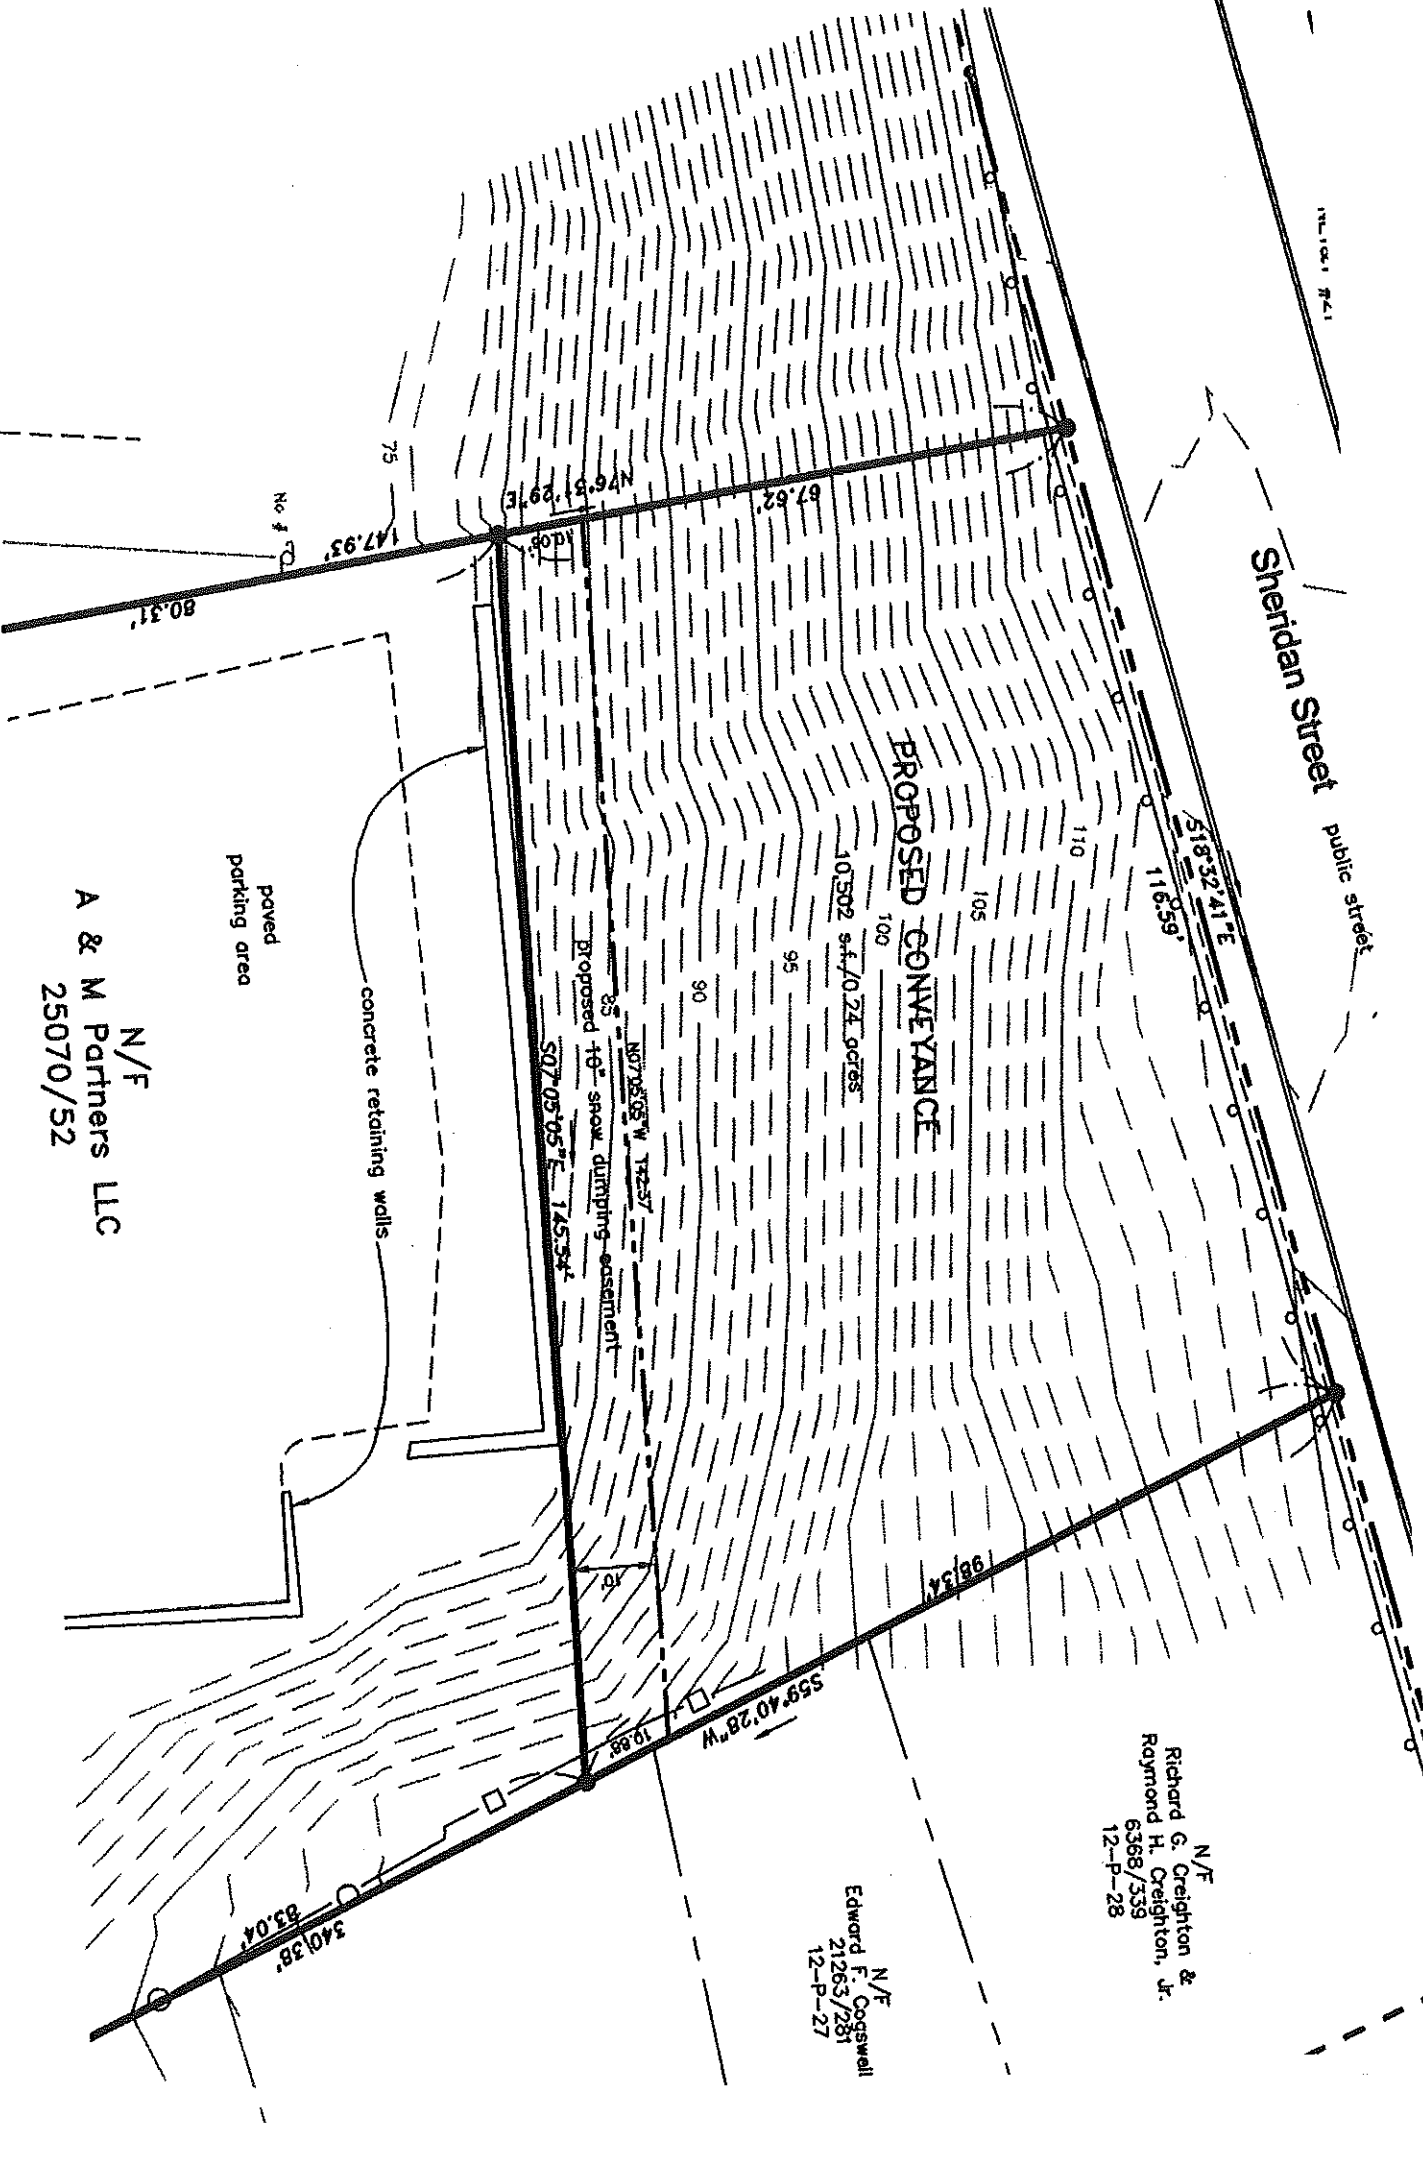 Sheridan Street
public street
S18°32'41"E
116.59'
110
105
100
95
90
85
75
PROPOSED CONVEYANCE
10,502 s.f./0.24 acres
N76°31'29"E
67.62'
10.06'
147.93'
80.31'
N07°05'05"W 142.37'
proposed 10" snow dumping easement
S07°05'05"E 145.54'
10'
98.34'
S59°40'28"W
10.88'
83.04'
340.38'
concrete retaining walls
paved
parking area
N/F
A & M Partners LLC
25070/52
N/F
Richard G. Creighton &
Raymond H. Creighton, Jr.
6368/339
12-P-28
N/F
Edward F. Cogswell
21263/281
12-P-27